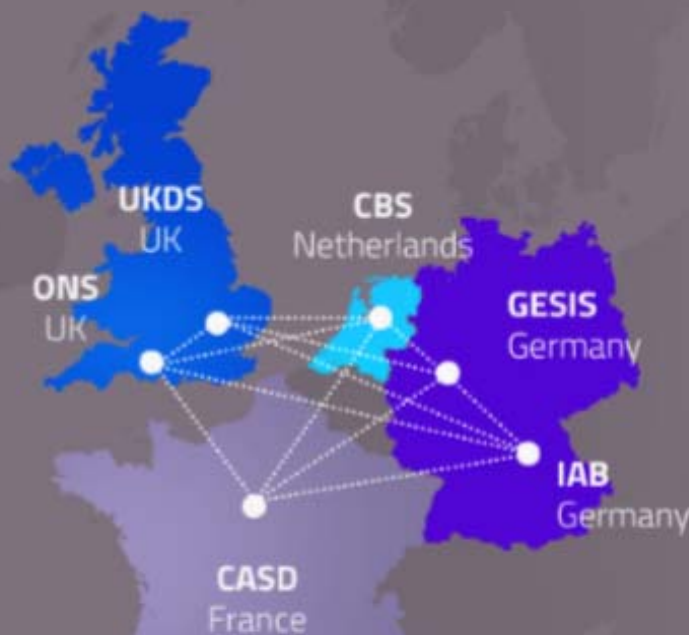 UKDS
UK
CBS
Netherlands
ONS
UK
GESIS
Germany
IAB
Germany
CASD
France